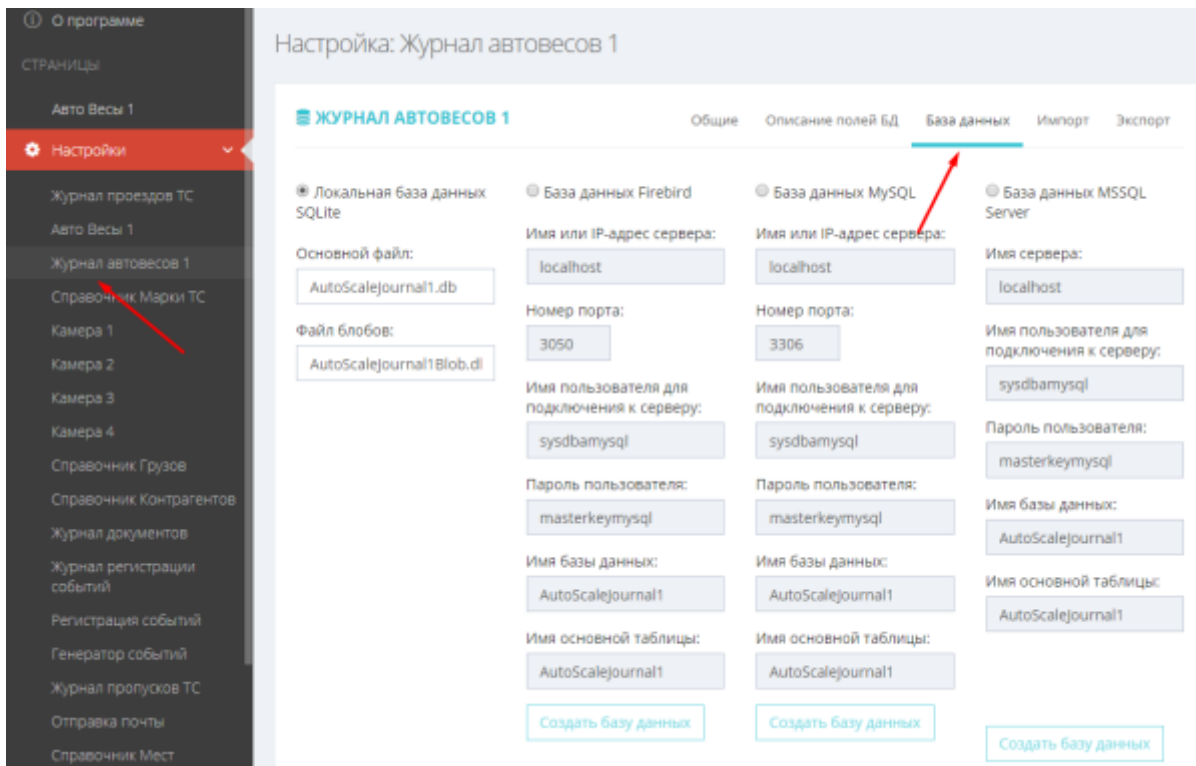 О программе
СТРАНИЦЫ
Авто Весы 1
Настройки
Журнал проездов ТС
Авто Весы 1
Журнал автовесов 1
Справочник Марки ТС
Камера 1
Камера 2
Камера 3
Камера 4
Справочник Грузов
Справочник Контрагентов
Журнал документов
Журнал регистрации
событий
Регистрация событий
Генератор событий
Журнал пропусков ТС
Отправка почты
Справочник Мест
Настройка: Журнал автовесов 1
ЖУРНАЛ АВТОВЕСОВ 1
Общие
Описание полей БД
База данных
Импорт
Экспорт
Локальная база данных
SQLite
Основной файл:
AutoScaleJournal1.db
Файл блобов:
AutoScaleJournal1Blob.dl
База данных Firebird
Имя или IP-адрес сервера:
localhost
Номер порта:
3050
Имя пользователя для
подключения к серверу:
sysdbamysql
Пароль пользователя:
masterkeymysql
Имя базы данных:
AutoScaleJournal1
Имя основной таблицы:
AutoScaleJournal1
Создать базу данных
База данных MySQL
Имя или IP-адрес сервера:
localhost
Номер порта:
3306
Имя пользователя для
подключения к серверу:
sysdbamysql
Пароль пользователя:
masterkeymysql
Имя базы данных:
AutoScaleJournal1
Имя основной таблицы:
AutoScaleJournal1
Создать базу данных
База данных MSSQL
Server
Имя сервера:
localhost
Имя пользователя для
подключения к серверу:
sysdbamysql
Пароль пользователя:
masterkeymysql
Имя базы данных:
AutoScaleJournal1
Имя основной таблицы:
AutoScaleJournal1
Создать базу данных